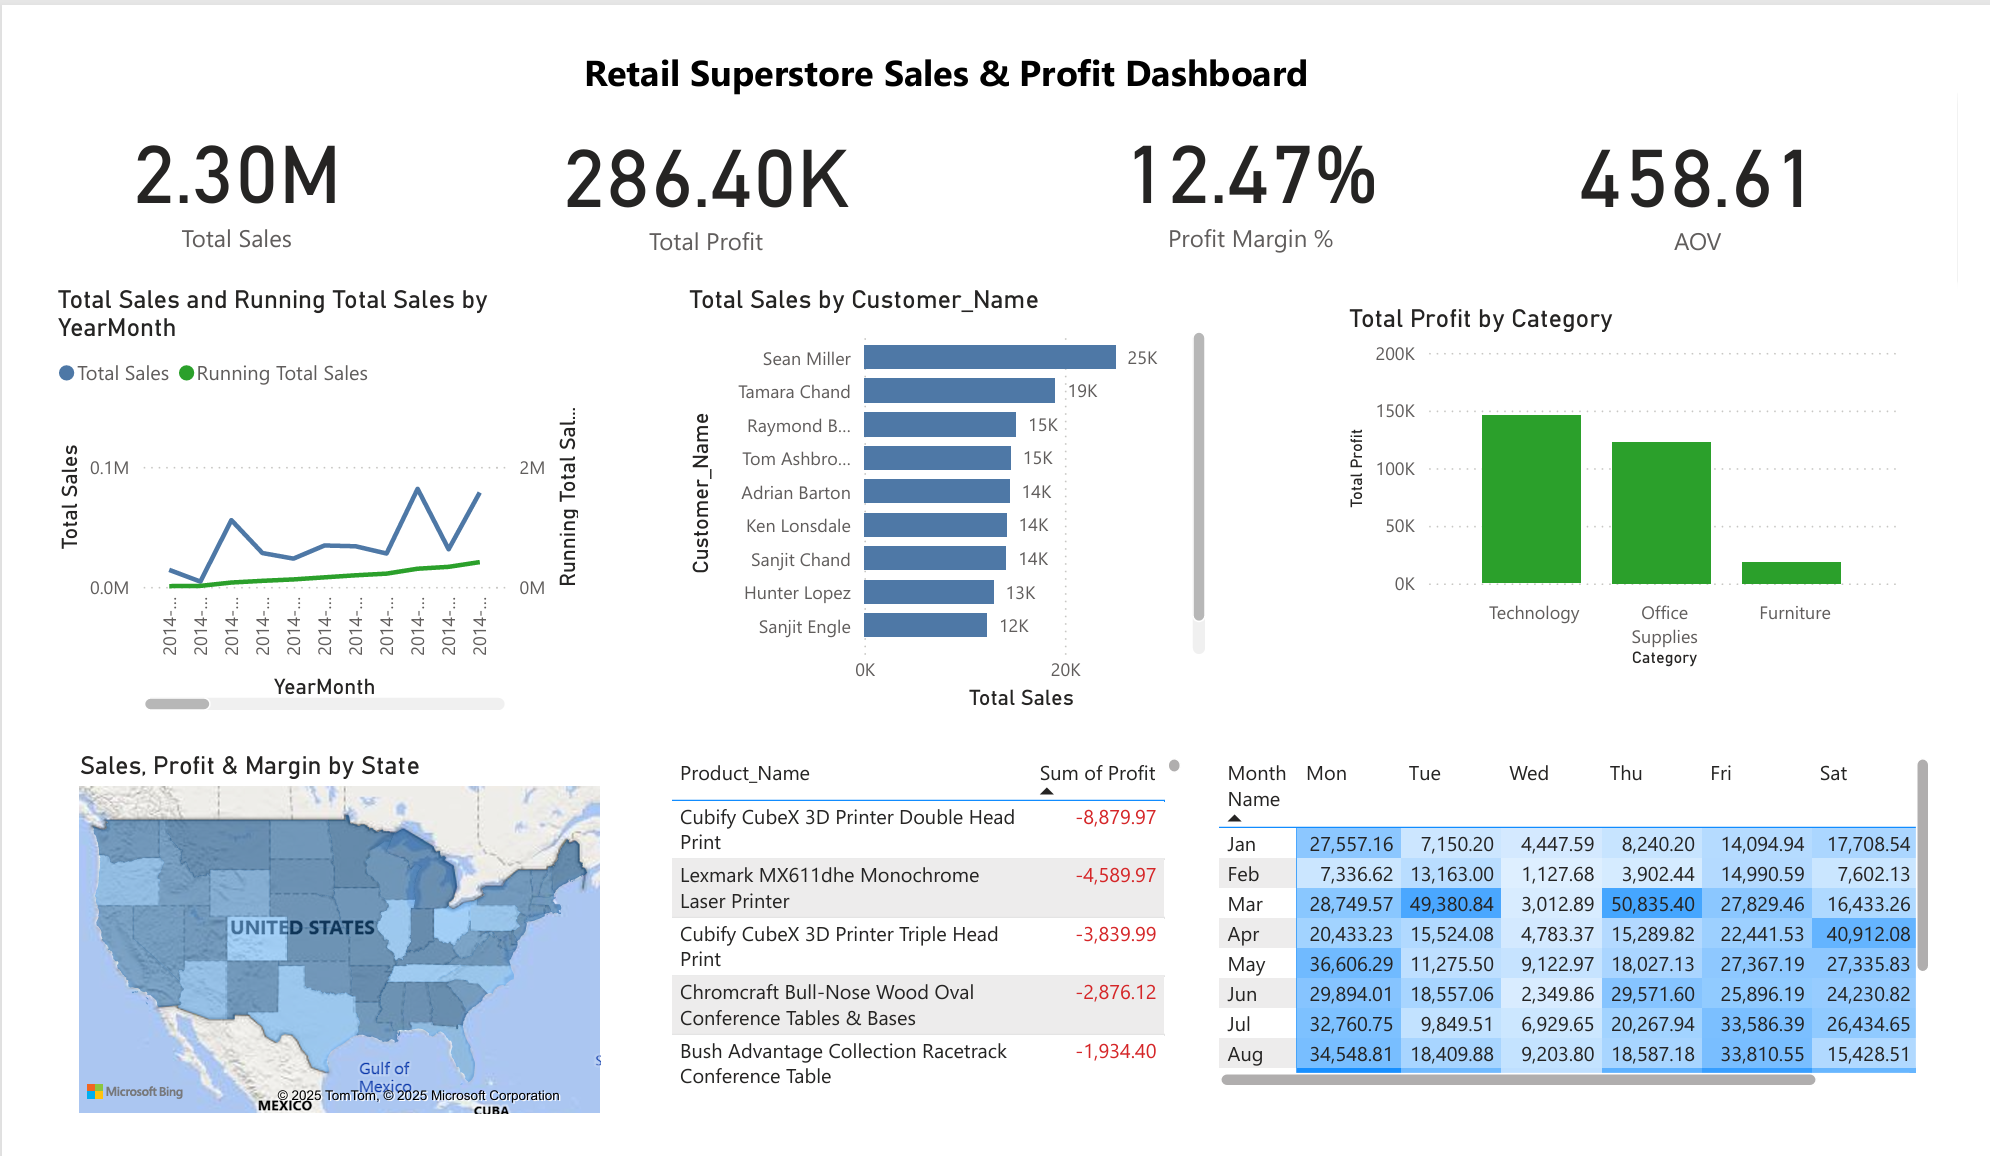 Retail Superstore Sales & Profit Dashboard
2.30M
Total Sales
286.40K
Total Profit
12.47%
Profit Margin %
458.61
AOV
Total Sales and Running Total Sales by
YearMonth
Total Sales Running Total Sales
Total Sales
0.1M
0.0M
2M
0M
Running Total Sal...
2014-... 2014-... 2014-... 2014-... 2014-... 2014-... 2014-... 2014-... 2014-... 2014-... 2014-...
YearMonth
Total Sales by Customer_Name
Customer_Name
Sean Miller 25K
Tamara Chand 19K
Raymond B... 15K
Tom Ashbro... 15K
Adrian Barton 14K
Ken Lonsdale 14K
Sanjit Chand 14K
Hunter Lopez 13K
Sanjit Engle 12K
0K 20K
Total Sales
Total Profit by Category
Total Profit
200K
150K
100K
50K
0K
Technology Office Furniture
Supplies
Category
Sales, Profit & Margin by State
UNITED STATES
Gulf of
Mexico
S
Microsoft Bing
© 2025 TomTom, © 2025 Microsoft Corporation
MEXICO
CUBA
Product_Name Sum of Profit
Cubify CubeX 3D Printer Double Head -8,879.97
Print
Lexmark MX611dhe Monochrome -4,589.97
Laser Printer
Cubify CubeX 3D Printer Triple Head -3,839.99
Print
Chromcraft Bull-Nose Wood Oval -2,876.12
Conference Tables & Bases
Bush Advantage Collection Racetrack -1,934.40
Conference Table
Month Mon Tue Wed Thu Fri Sat
Name
Jan 27,557.16 7,150.20 4,447.59 8,240.20 14,094.94 17,708.54
Feb 7,336.62 13,163.00 1,127.68 3,902.44 14,990.59 7,602.13
Mar 28,749.57 49,380.84 3,012.89 50,835.40 27,829.46 16,433.26
Apr 20,433.23 15,524.08 4,783.37 15,289.82 22,441.53 40,912.08
May 36,606.29 11,275.50 9,122.97 18,027.13 27,367.19 27,335.83
Jun 29,894.01 18,557.06 2,349.86 29,571.60 25,896.19 24,230.82
Jul 32,760.75 9,849.51 6,929.65 20,267.94 33,586.39 26,434.65
Aug 34,548.81 18,409.88 9,203.80 18,587.18 33,810.55 15,428.51